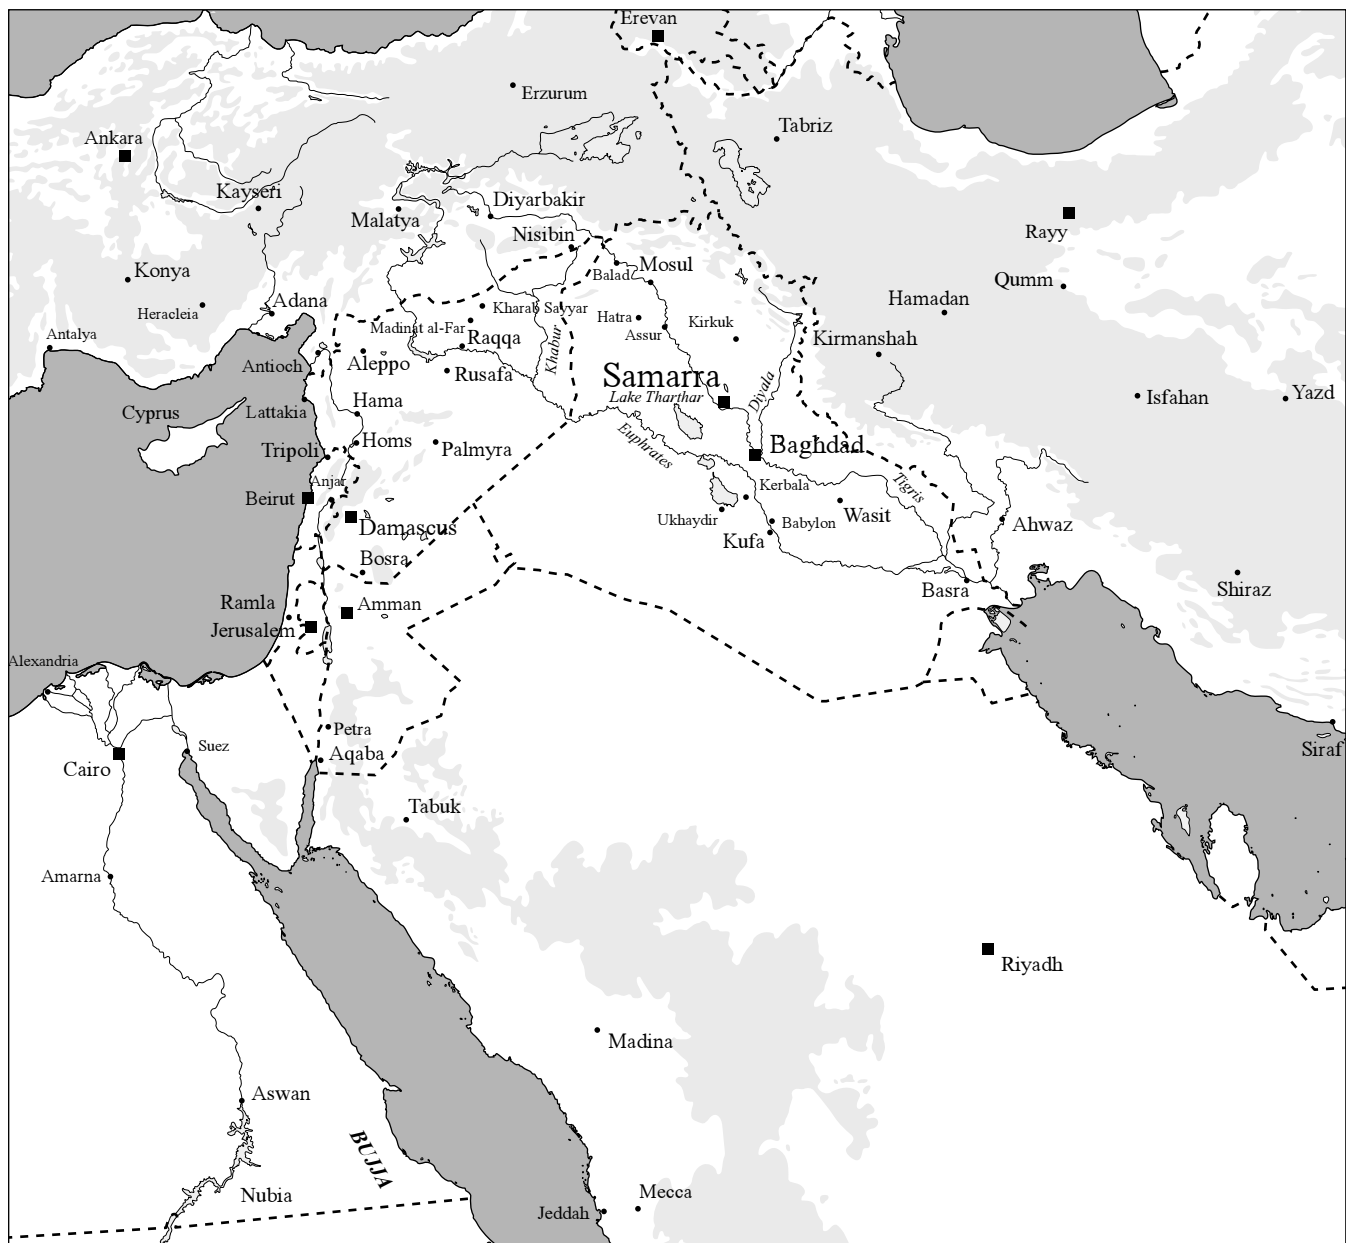 Erevan
Erzurum
Tabriz
Ankara
Kayseri
Malatya
Diyarbakir
Nisibin
Rayy
Konya
Balad
Mosul
Qumm
Heracleia
Adana
Kharab Sayyar
Hamadan
Madinat al-Far
Hatra
Kirkuk
Antalya
Raqqa
Khabur
Assur
Kirmanshah
Antioch
Aleppo
Rusafa
Samarra
Lake Tharthar
Diyala
Isfahan
Yazd
Cyprus
Lattakia
Hama
Tripoli
Homs
Palmyra
Euphrates
Baghdad
Anjar
Beirut
Kerbala
Tigris
Damascus
Ukhaydir
Babylon
Wasit
Ahwaz
Kufa
Bosra
Basra
Shiraz
Ramla
Amman
Jerusalem
Alexandria
Petra
Suez
Aqaba
Siraf
Cairo
Tabuk
Amarna
Riyadh
Madina
Aswan
BUJJA
Nubia
Mecca
Jeddah